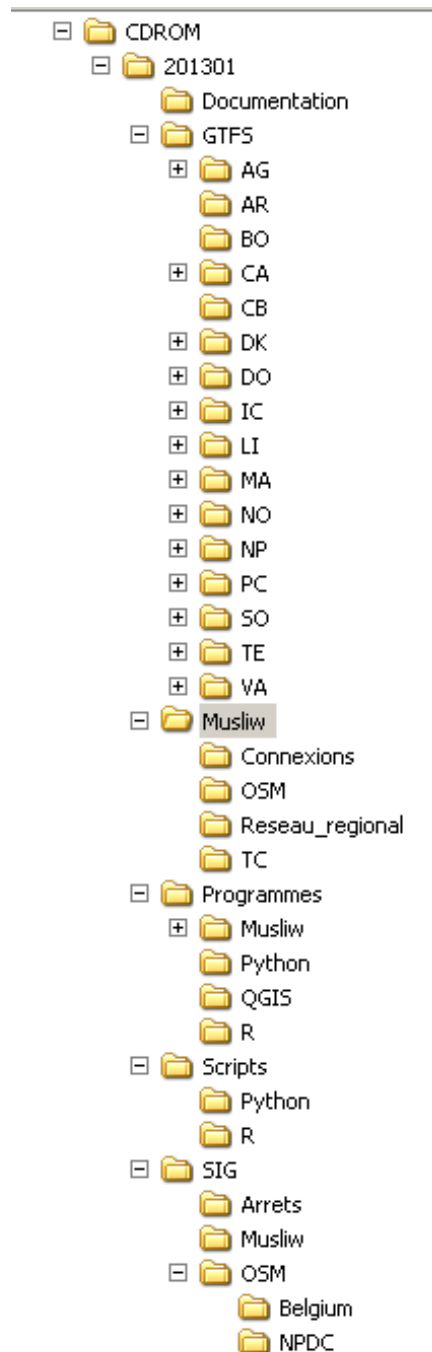 CDROM
201301
Documentation
GTFS
AG
AR
BO
CA
CB
DK
DO
IC
LI
MA
NO
NP
PC
SO
TE
VA
Musliw
Connexions
OSM
Reseau_regional
TC
Programmes
Musliw
Python
QGIS
R
Scripts
Python
R
SIG
Arrets
Musliw
OSM
Belgium
NPDC